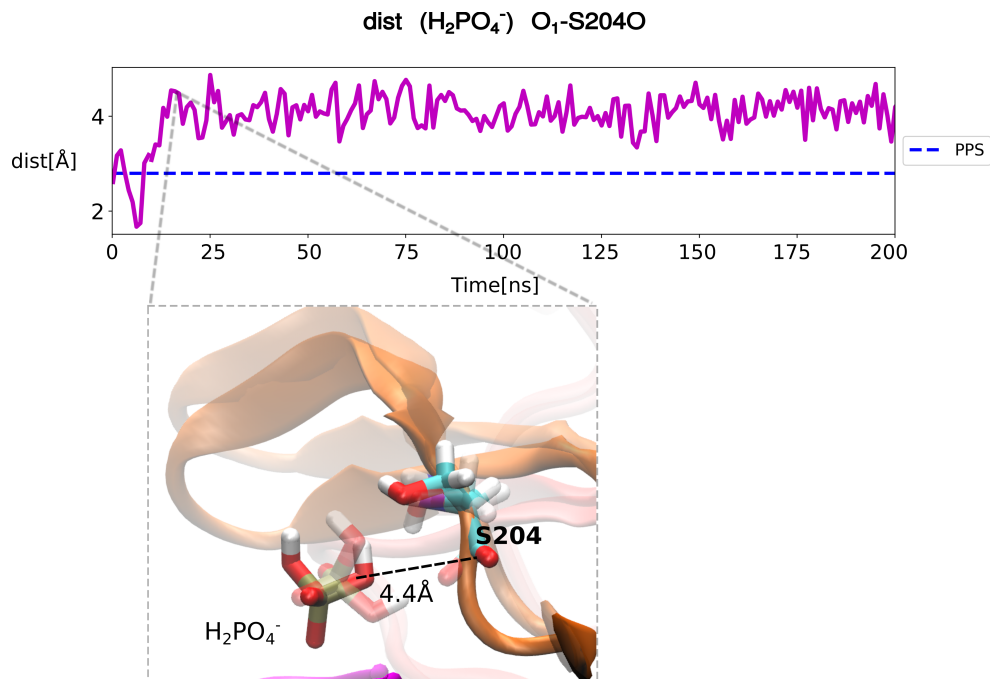 dist (H₂PO₄⁻) O₁-S204O
4
dist[Å]
2
PPS
0 25 50 75 100 125 150 175 200
Time[ns]
S204
4.4Å
H₂PO₄⁻